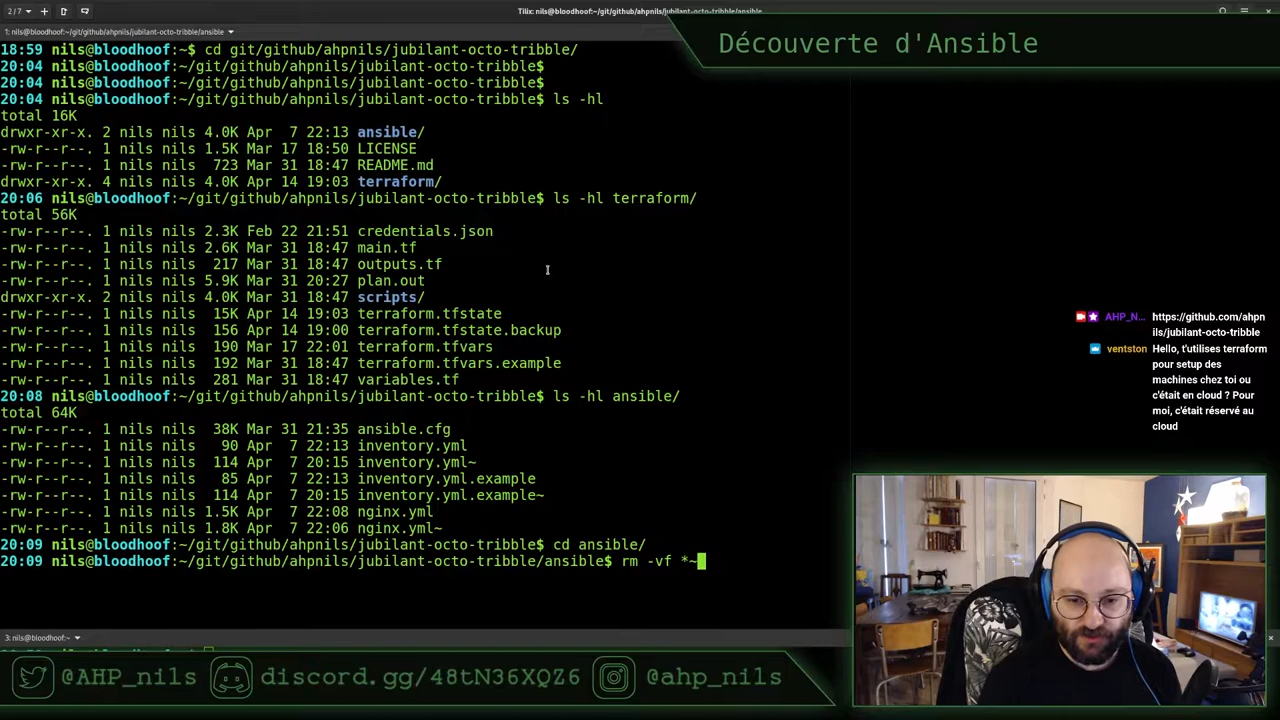 2/7
Tilix: nils@bloodhoof:~/git/github/ahpnils/jubilant-octo-tribble/ansible
1: nils@bloodhoof:~/git/github/ahpnils/jubilant-octo-tribble/ansible
Découverte d'Ansible
18:59 nils@bloodhoof:~$ cd git/github/ahpnils/jubilant-octo-tribble/
20:04 nils@bloodhoof:~/git/github/ahpnils/jubilant-octo-tribble$
20:04 nils@bloodhoof:~/git/github/ahpnils/jubilant-octo-tribble$
20:04 nils@bloodhoof:~/git/github/ahpnils/jubilant-octo-tribble$ ls -hl
total 16K
drwxr-xr-x. 2 nils nils 4.0K Apr  7 22:13 ansible/
-rw-r--r--. 1 nils nils 1.5K Mar 17 18:50 LICENSE
-rw-r--r--. 1 nils nils  723 Mar 31 18:47 README.md
drwxr-xr-x. 4 nils nils 4.0K Apr 14 19:03 terraform/
20:06 nils@bloodhoof:~/git/github/ahpnils/jubilant-octo-tribble$ ls -hl terraform/
total 56K
-rw-r--r--. 1 nils nils 2.3K Feb 22 21:51 credentials.json
-rw-r--r--. 1 nils nils 2.6K Mar 31 18:47 main.tf
-rw-r--r--. 1 nils nils  217 Mar 31 18:47 outputs.tf
-rw-r--r--. 1 nils nils 5.9K Mar 31 20:27 plan.out
drwxr-xr-x. 2 nils nils 4.0K Mar 31 18:47 scripts/
-rw-r--r--. 1 nils nils  15K Apr 14 19:03 terraform.tfstate
-rw-r--r--. 1 nils nils  156 Apr 14 19:00 terraform.tfstate.backup
-rw-r--r--. 1 nils nils  190 Mar 17 22:01 terraform.tfvars
-rw-r--r--. 1 nils nils  192 Mar 31 18:47 terraform.tfvars.example
-rw-r--r--. 1 nils nils  281 Mar 31 18:47 variables.tf
20:08 nils@bloodhoof:~/git/github/ahpnils/jubilant-octo-tribble$ ls -hl ansible/
total 64K
-rw-r--r--. 1 nils nils  38K Mar 31 21:35 ansible.cfg
-rw-r--r--. 1 nils nils   90 Apr  7 22:13 inventory.yml
-rw-r--r--. 1 nils nils  114 Apr  7 20:15 inventory.yml~
-rw-r--r--. 1 nils nils   85 Apr  7 22:13 inventory.yml.example
-rw-r--r--. 1 nils nils  114 Apr  7 20:15 inventory.yml.example~
-rw-r--r--. 1 nils nils 1.5K Apr  7 22:08 nginx.yml
-rw-r--r--. 1 nils nils 1.8K Apr  7 22:06 nginx.yml~
20:09 nils@bloodhoof:~/git/github/ahpnils/jubilant-octo-tribble$ cd ansible/
20:09 nils@bloodhoof:~/git/github/ahpnils/jubilant-octo-tribble/ansible$ rm -vf *~
AHP_N... https://github.com/ahpn
ils/jubilant-octo-tribble
ventston Hello, t'utilises terraform
pour setup des
machines chez toi ou
c'était en cloud ? Pour
moi, c'était réservé au
cloud
3: nils@bloodhoof:~
@AHP_nils
discord.gg/48tN36XQZ6
@ahp_nils